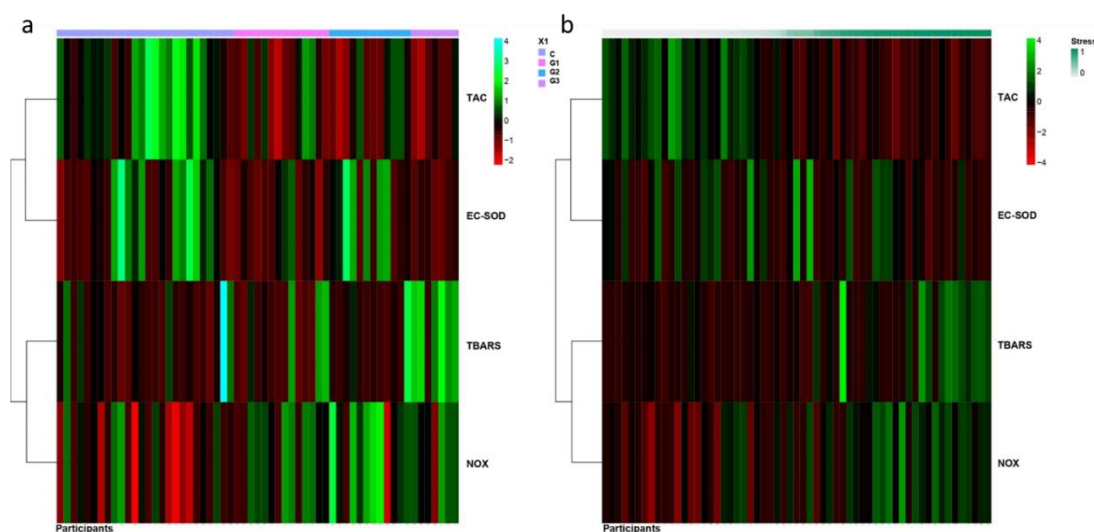 a
X1
C
G1
G2
G3
4
3
2
1
0
-1
-2
TAC
EC-SOD
TBARS
NOX
Participants
b
Stress
1
0
4
2
0
-2
-4
TAC
EC-SOD
TBARS
NOX
Participants